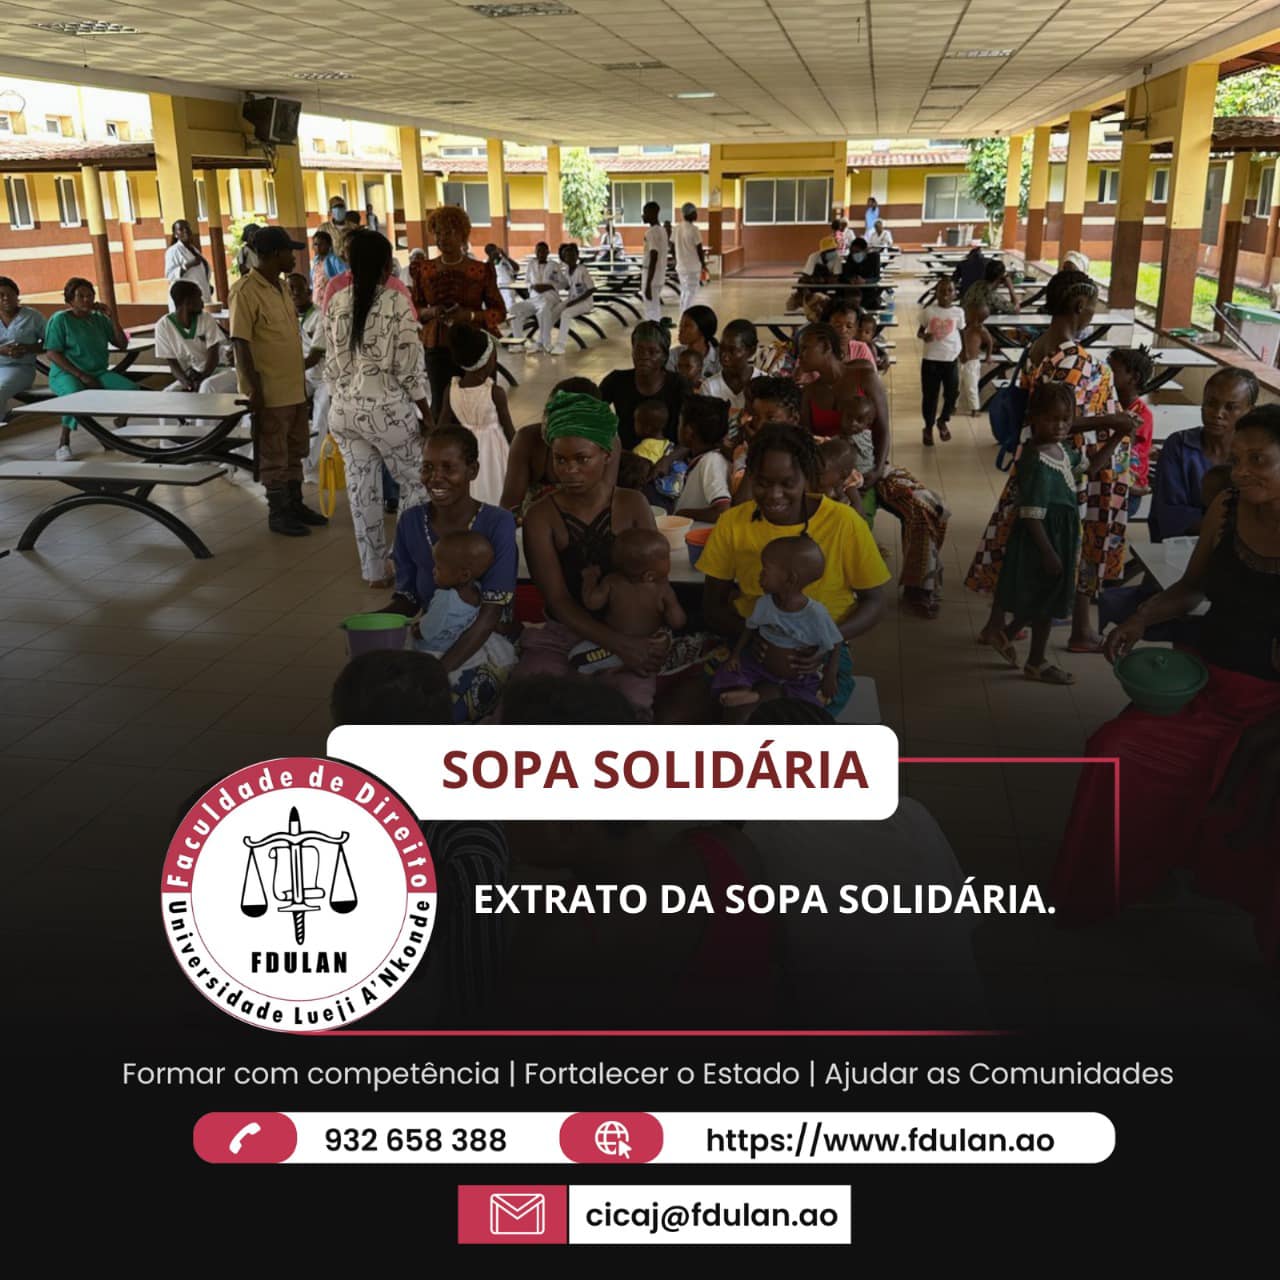 SOPA SOLIDÁRIA
Faculdade de Direito
FDULAN
Universidade Lueji A'Nkonde
EXTRATO DA SOPA SOLIDÁRIA.
Formar com competência | Fortalecer o Estado | Ajudar as Comunidades
932 658 388
https://www.fdulan.ao
cicaj@fdulan.ao